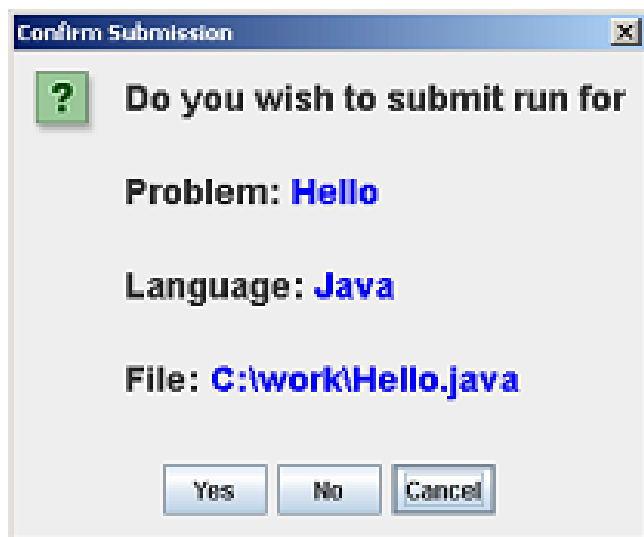 Confirm Submission
?
Do you wish to submit run for
Problem: Hello
Language: Java
File: C:\work\Hello.java
Yes No Cancel